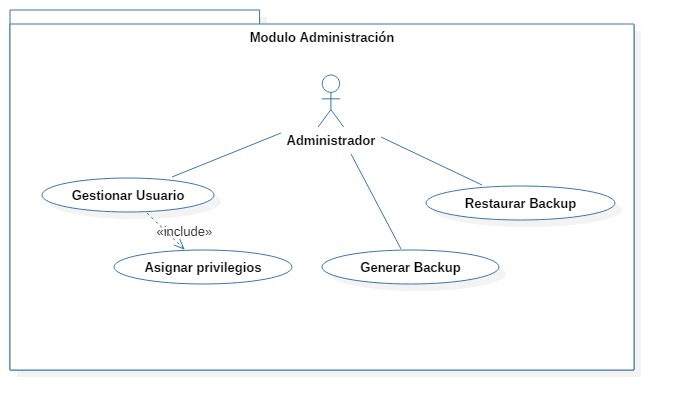 Modulo Administración
Administrador
Gestionar Usuario
Restaurar Backup
«include»
Asignar privilegios
Generar Backup